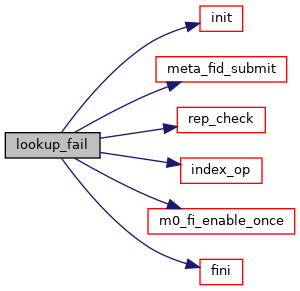 lookup_fail
init
meta_fid_submit
rep_check
index_op
m0_fi_enable_once
fini